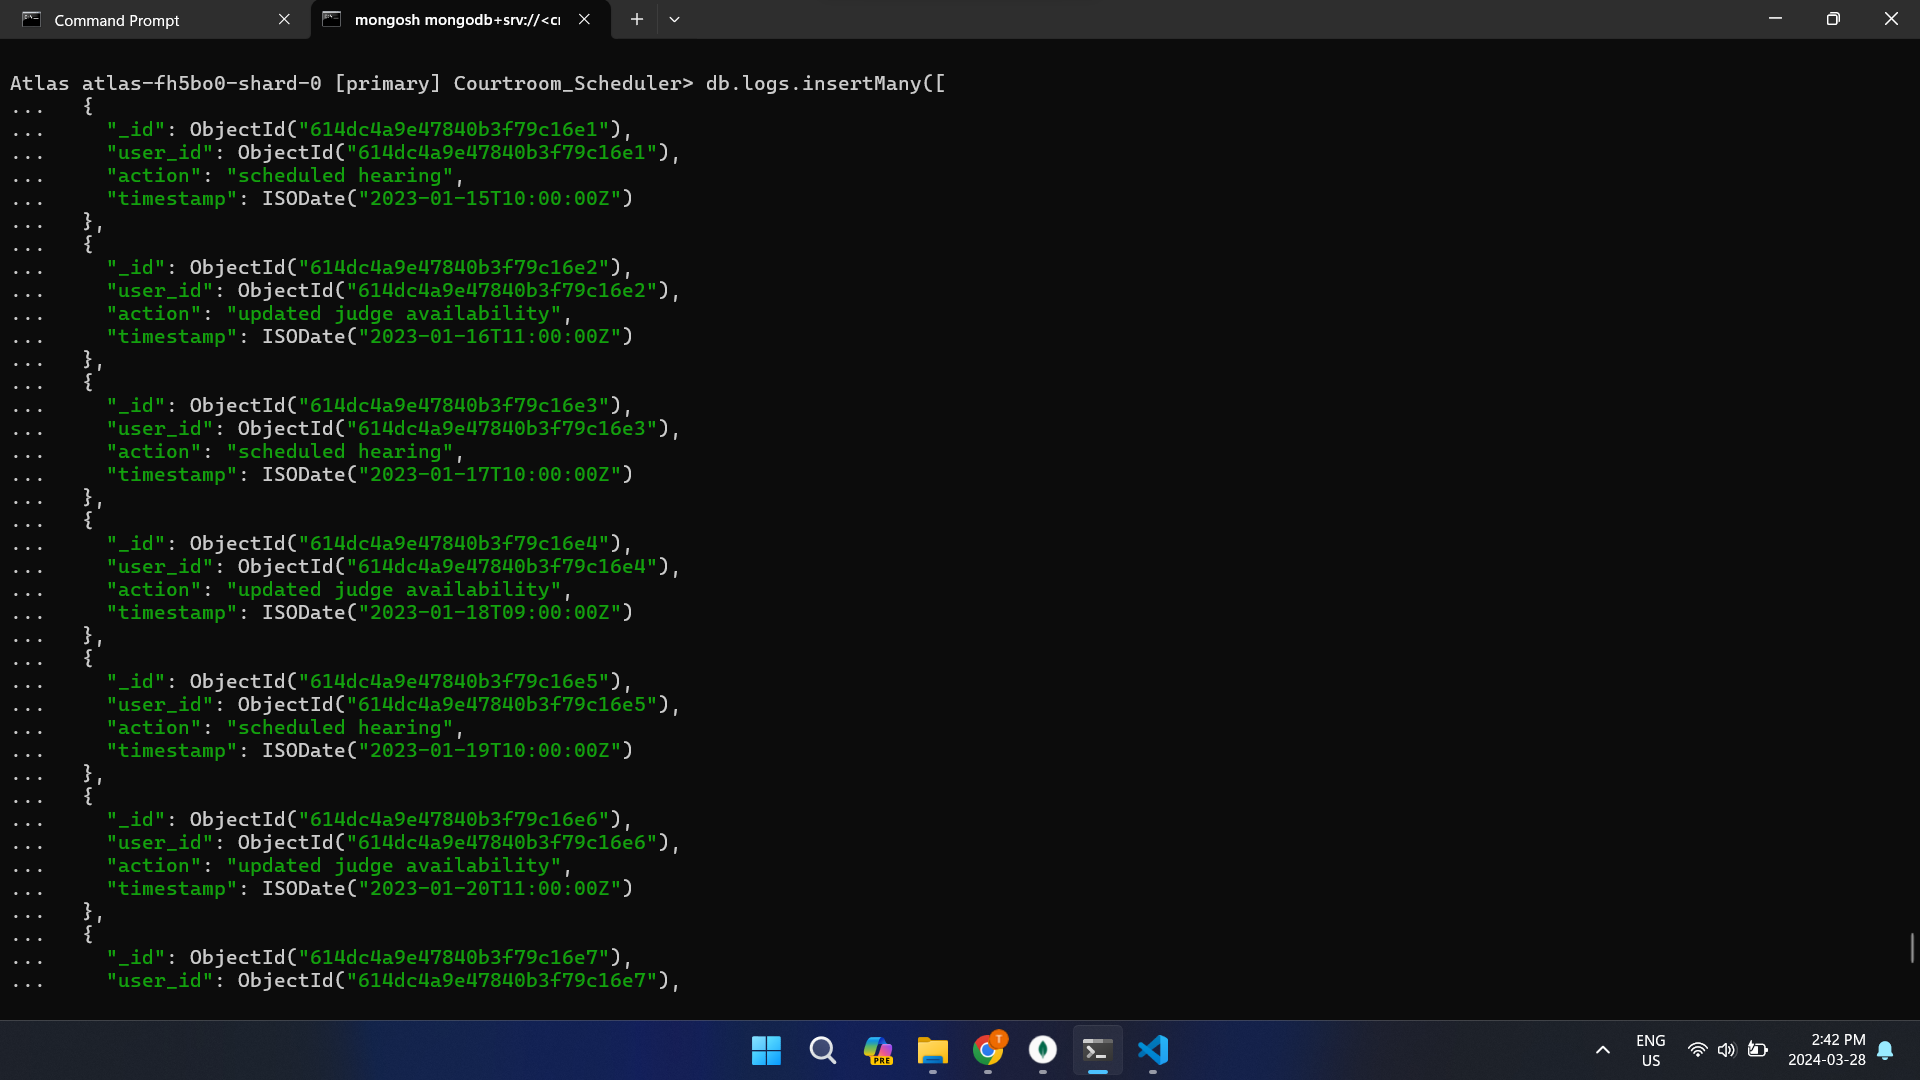 Command Prompt
mongosh mongodb+srv://<c
Atlas atlas-fh5bo0-shard-0 [primary] Courtroom_Scheduler> db.logs.insertMany([
...   {
...     "_id": ObjectId("614dc4a9e47840b3f79c16e1"),
...     "user_id": ObjectId("614dc4a9e47840b3f79c16e1"),
...     "action": "scheduled hearing",
...     "timestamp": ISODate("2023-01-15T10:00:00Z")
...   },
...   {
...     "_id": ObjectId("614dc4a9e47840b3f79c16e2"),
...     "user_id": ObjectId("614dc4a9e47840b3f79c16e2"),
...     "action": "updated judge availability",
...     "timestamp": ISODate("2023-01-16T11:00:00Z")
...   },
...   {
...     "_id": ObjectId("614dc4a9e47840b3f79c16e3"),
...     "user_id": ObjectId("614dc4a9e47840b3f79c16e3"),
...     "action": "scheduled hearing",
...     "timestamp": ISODate("2023-01-17T10:00:00Z")
...   },
...   {
...     "_id": ObjectId("614dc4a9e47840b3f79c16e4"),
...     "user_id": ObjectId("614dc4a9e47840b3f79c16e4"),
...     "action": "updated judge availability",
...     "timestamp": ISODate("2023-01-18T09:00:00Z")
...   },
...   {
...     "_id": ObjectId("614dc4a9e47840b3f79c16e5"),
...     "user_id": ObjectId("614dc4a9e47840b3f79c16e5"),
...     "action": "scheduled hearing",
...     "timestamp": ISODate("2023-01-19T10:00:00Z")
...   },
...   {
...     "_id": ObjectId("614dc4a9e47840b3f79c16e6"),
...     "user_id": ObjectId("614dc4a9e47840b3f79c16e6"),
...     "action": "updated judge availability",
...     "timestamp": ISODate("2023-01-20T11:00:00Z")
...   },
...   {
...     "_id": ObjectId("614dc4a9e47840b3f79c16e7"),
...     "user_id": ObjectId("614dc4a9e47840b3f79c16e7"),
PRE
T
ENG
US
2:42 PM
2024-03-28